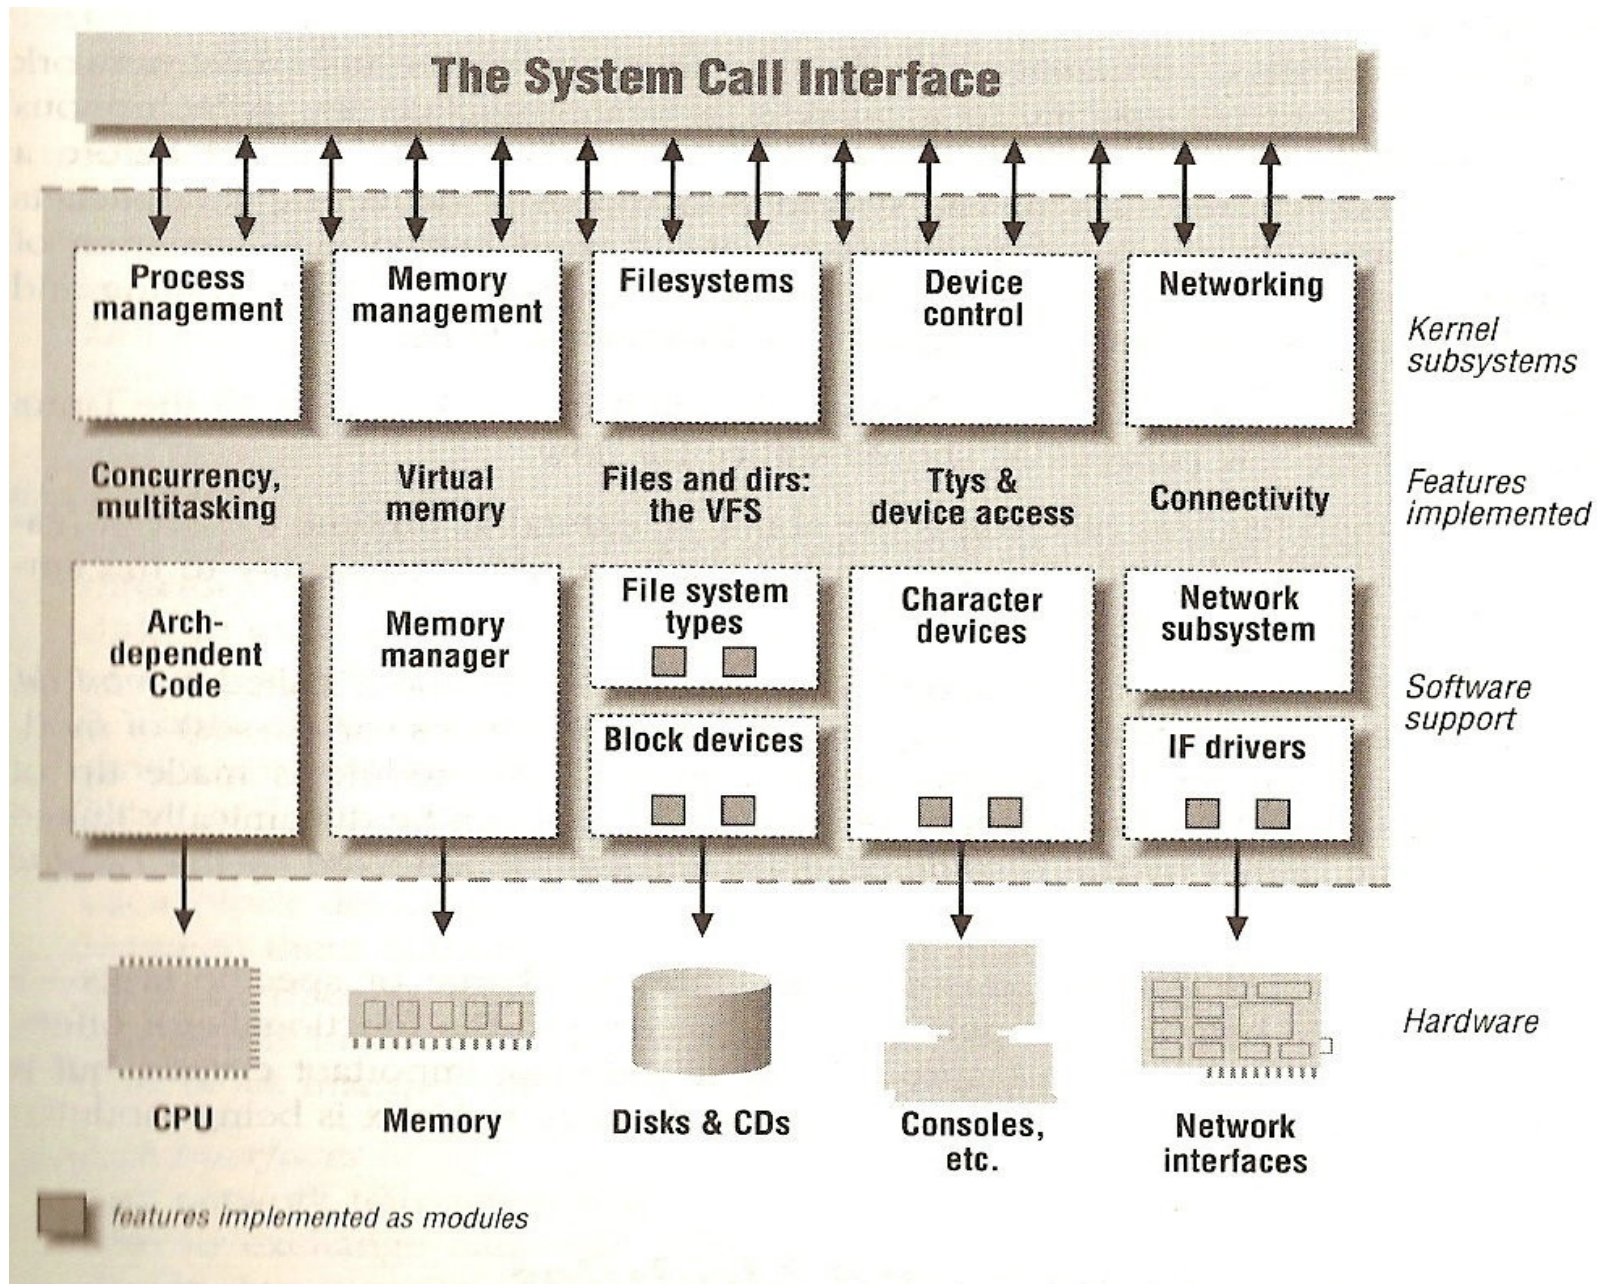 The System Call Interface
Process
management
Memory
management
Filesystems
Device
control
Networking
Kernel
subsystems
Concurrency,
multitasking
Virtual
memory
Files and dirs:
the VFS
Ttys &
device access
Connectivity
Features
implemented
Arch-
dependent
Code
Memory
manager
File system
types
Block devices
Character
devices
Network
subsystem
IF drivers
Software
support
Hardware
CPU
Memory
Disks & CDs
Consoles,
etc.
Network
interfaces
features implemented as modules